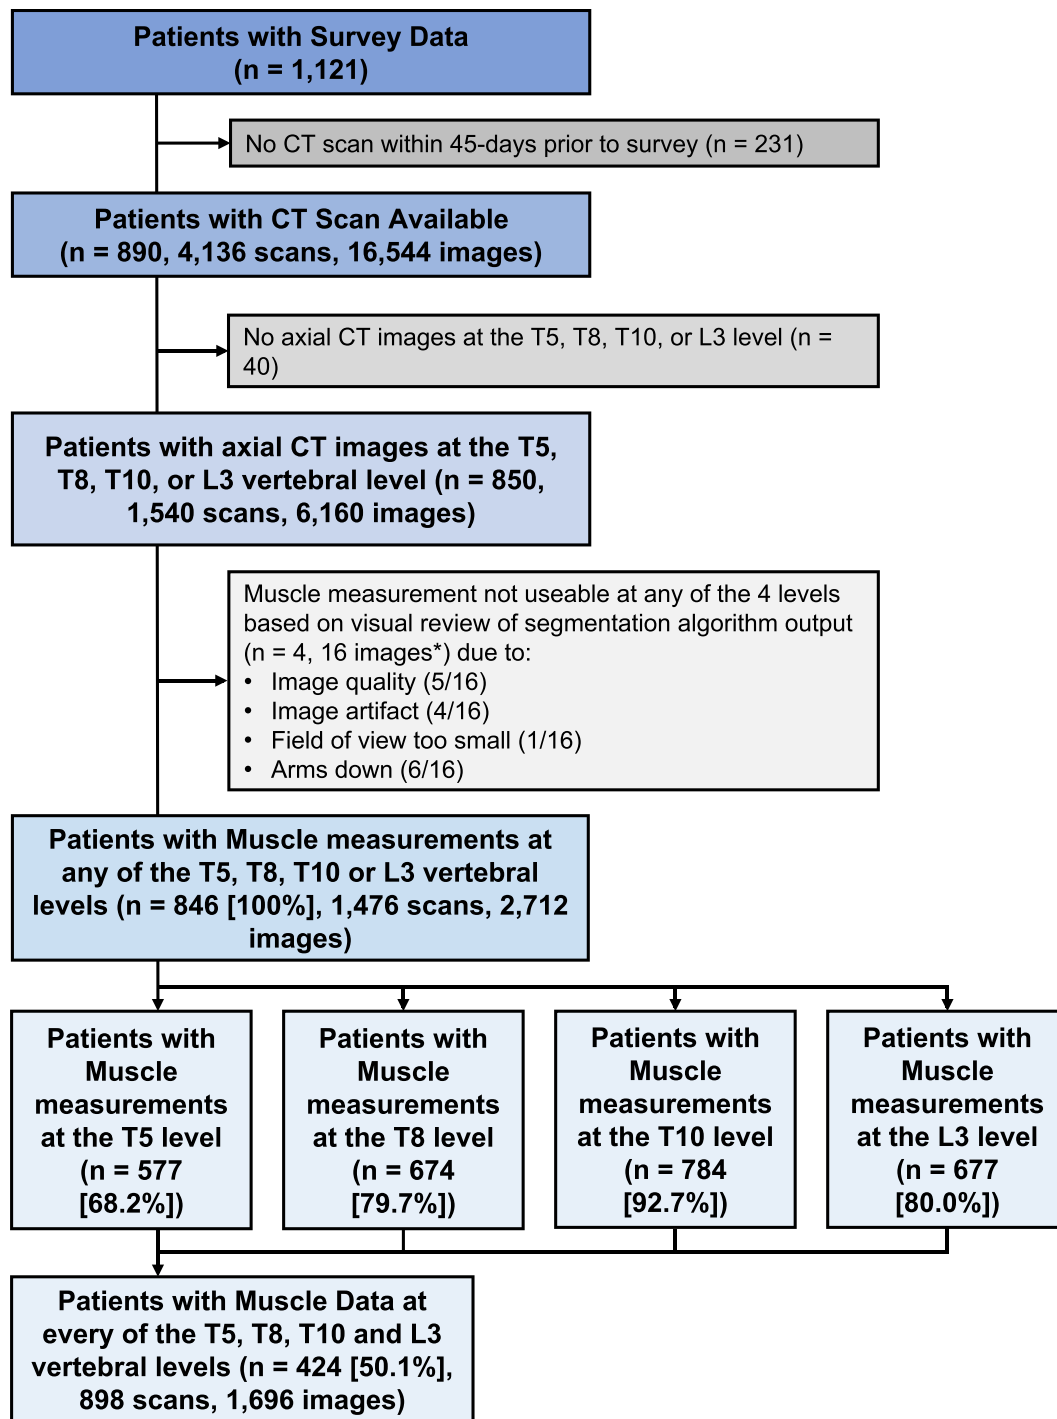 Patients with Survey Data
(n = 1,121)
No CT scan within 45-days prior to survey (n = 231)
Patients with CT Scan Available
(n = 890, 4,136 scans, 16,544 images)
No axial CT images at the T5, T8, T10, or L3 level (n =
40)
Patients with axial CT images at the T5,
T8, T10, or L3 vertebral level (n = 850,
1,540 scans, 6,160 images)
Muscle measurement not useable at any of the 4 levels
based on visual review of segmentation algorithm output
(n = 4, 16 images*) due to:
• Image quality (5/16)
• Image artifact (4/16)
• Field of view too small (1/16)
• Arms down (6/16)
Patients with Muscle measurements at
any of the T5, T8, T10 or L3 vertebral
levels (n = 846 [100%], 1,476 scans, 2,712
images)
Patients with
Muscle
measurements
at the T5 level
(n = 577
[68.2%])
Patients with
Muscle
measurements
at the T8 level
(n = 674
[79.7%])
Patients with
Muscle
measurements
at the T10 level
(n = 784
[92.7%])
Patients with
Muscle
measurements
at the L3 level
(n = 677
[80.0%])
Patients with Muscle Data at
every of the T5, T8, T10 and L3
vertebral levels (n = 424 [50.1%],
898 scans, 1,696 images)